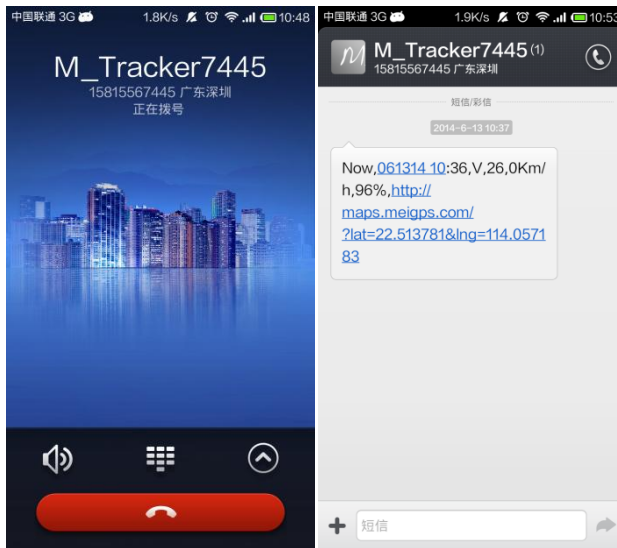 中国联通 3G 1.8K/s 10:48
M_Tracker7445
15815567445 广东深圳
正在拨号
中国联通 3G 1.9K/s 10:53
M_Tracker7445 (1)
15815567445 广东深圳
短信/彩信
2014-6-13 10:37
Now,061314 10:36,V,26,0Km/
h,96%,http://
maps.meigps.com/
?lat=22.513781&lng=114.0571
83
短信